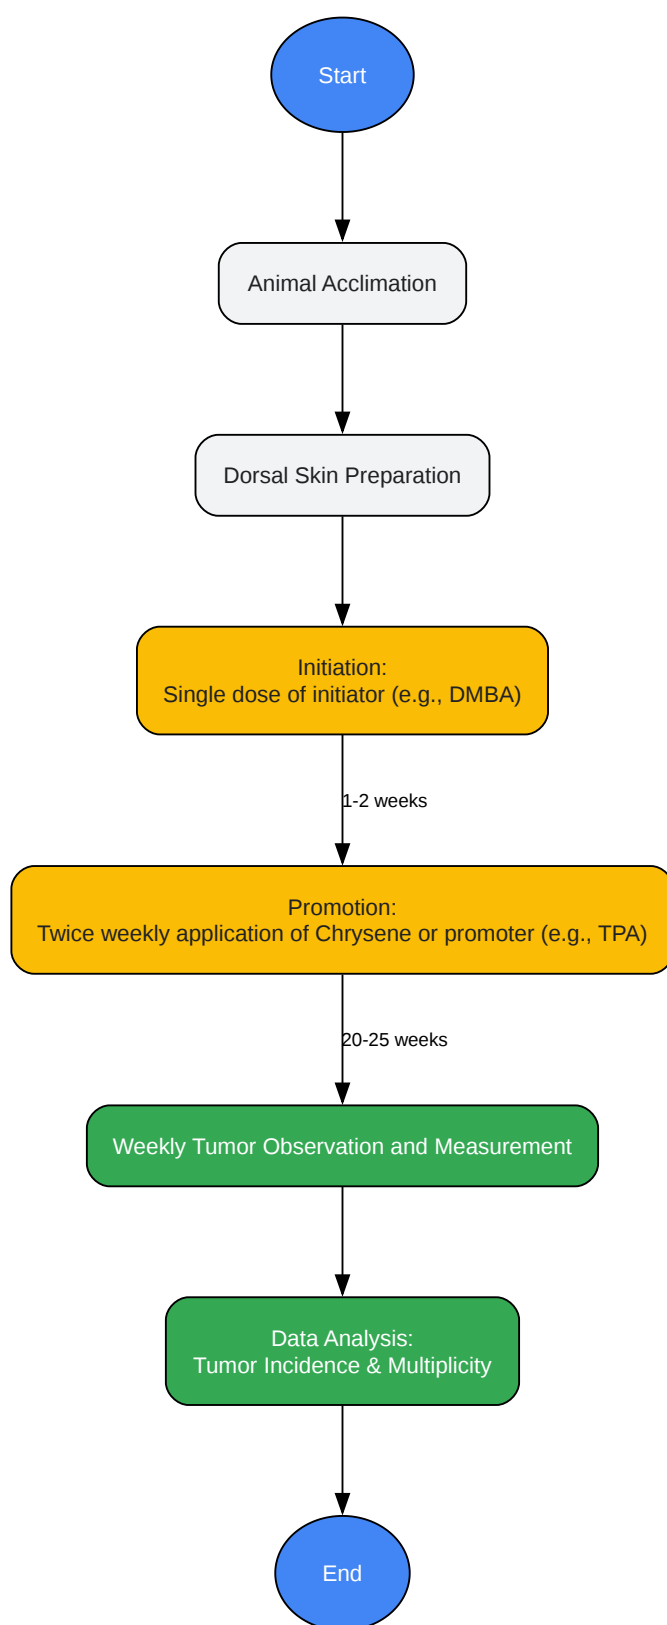 Start
Animal Acclimation
Dorsal Skin Preparation
Initiation:
Single dose of initiator (e.g., DMBA)
1-2 weeks
Promotion:
Twice weekly application of Chrysene or promoter (e.g., TPA)
20-25 weeks
Weekly Tumor Observation and Measurement
Data Analysis:
Tumor Incidence & Multiplicity
End